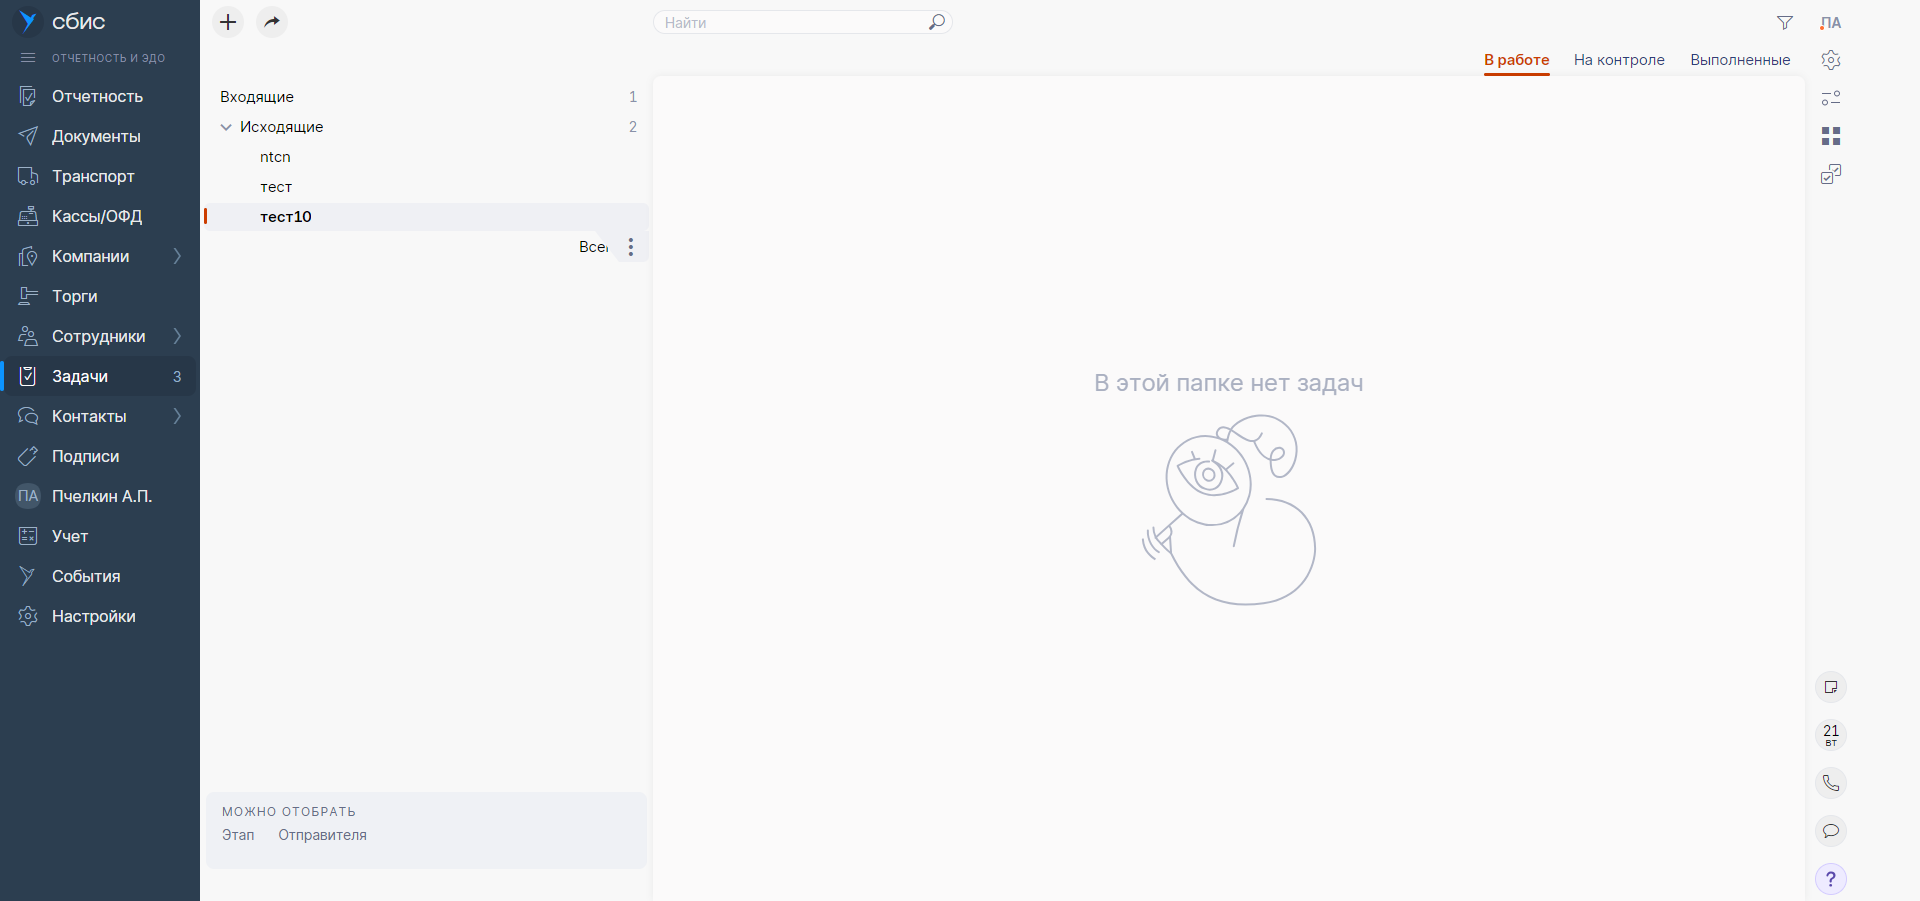 сбис
ОТЧЕТНОСТЬ И ЭДО
Отчетность
Документы
Транспорт
Кассы/ОФД
Компании
Торги
Сотрудники
Задачи 3
Контакты
Подписи
ПА Пчелкин А.П.
Учет
События
Настройки
Найти
ПА
В работе На контроле Выполненные
Входящие 1
Исходящие 2
ntcn
тест
тест10
В этой папке нет задач
МОЖНО ОТОБРАТЬ
Этап Отправителя
21
ВТ
?